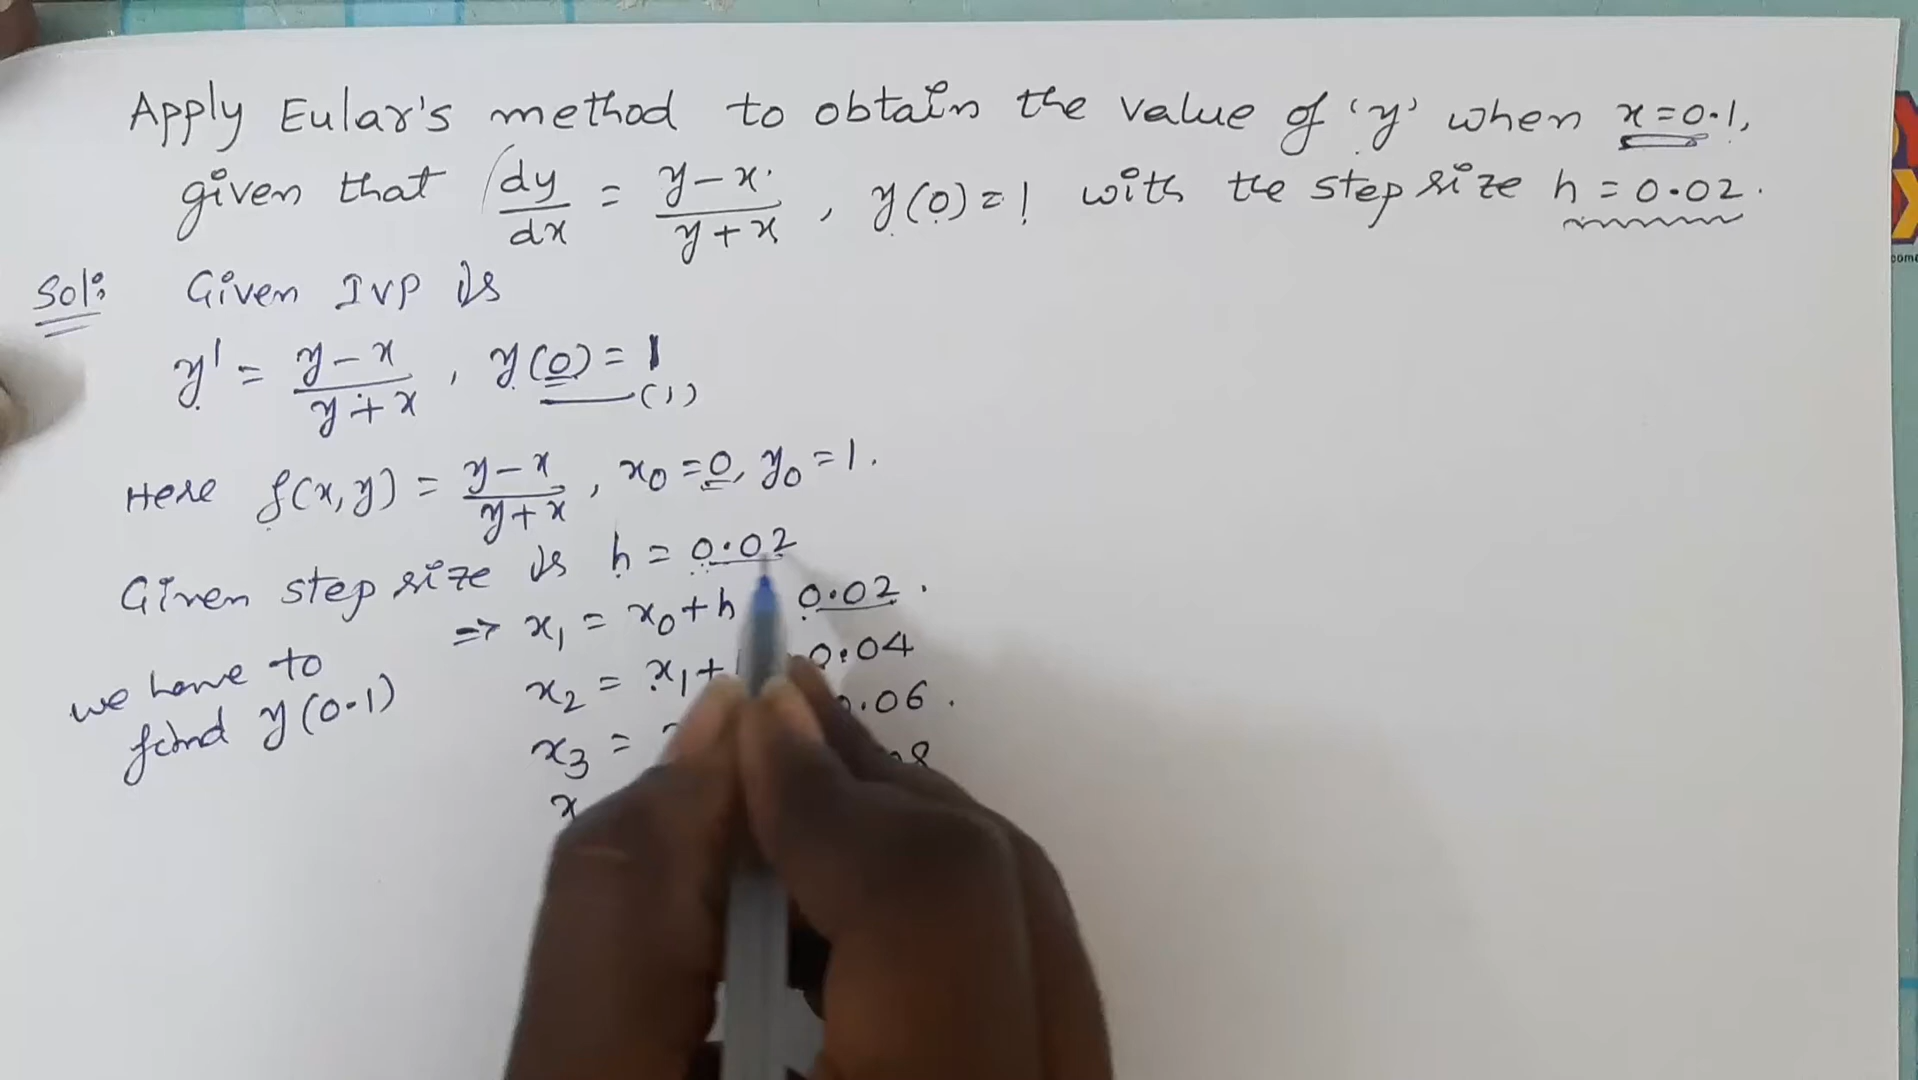 Apply Eular's method to obtain the value of 'y' when x=0.1,
given that dy/dx = y-x/y+x, y(0)=1 with the step size h=0.02.
Sol: Given IVP is
y' = y-x/y+x, y(0)=1 —(1)
Here f(x,y) = y-x/y+x, x0=0, y0=1.
Given step size is h=0.02
=> x1 = x0+h 0.02.
we have to find y(0.1)
x2 = x1+ 0.04
x3 = 0.06.
x